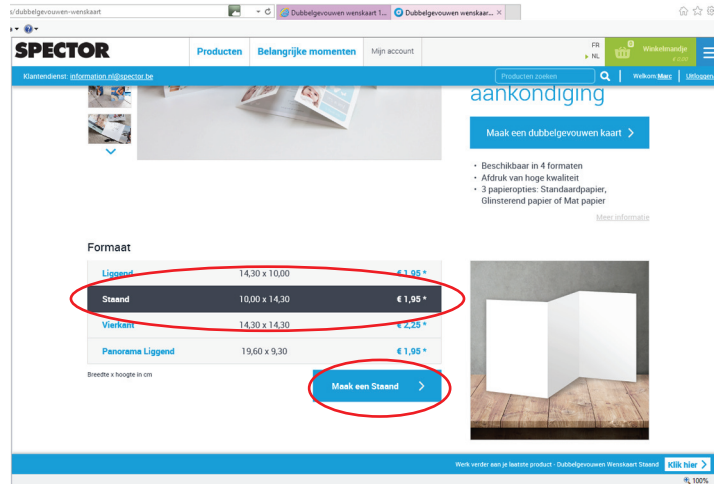 s/dubbelgevouwen-wenskaart
Dubbelgevouwen wenskaart 1...
Dubbelgevouwen wenskaar... ×
SPECTOR
Producten
Belangrijke momenten
Mijn account
FR
NL
0
Winkelmandje
Klantendienst: information.nl@spector.be
Producten zoeken
Welkom Marc
Uitloggen
aankondiging
Maak een dubbelgevouwen kaart
• Beschikbaar in 4 formaten
• Afdruk van hoge kwaliteit
• 3 papieropties: Standaardpapier,
Glinsterend papier of Mat papier
Meer informatie
Formaat
Liggend 14,30 x 10,00 € 1,95 *
Staand 10,00 x 14,30 € 1,95 *
Vierkant 14,30 x 14,30 € 2,25 *
Panorama Liggend 19,60 x 9,30 € 1,95 *
Breedte x hoogte in cm
Maak een Staand
Werk verder aan je laatste product - Dubbelgevouwen Wenskaart Staand
Klik hier
100%